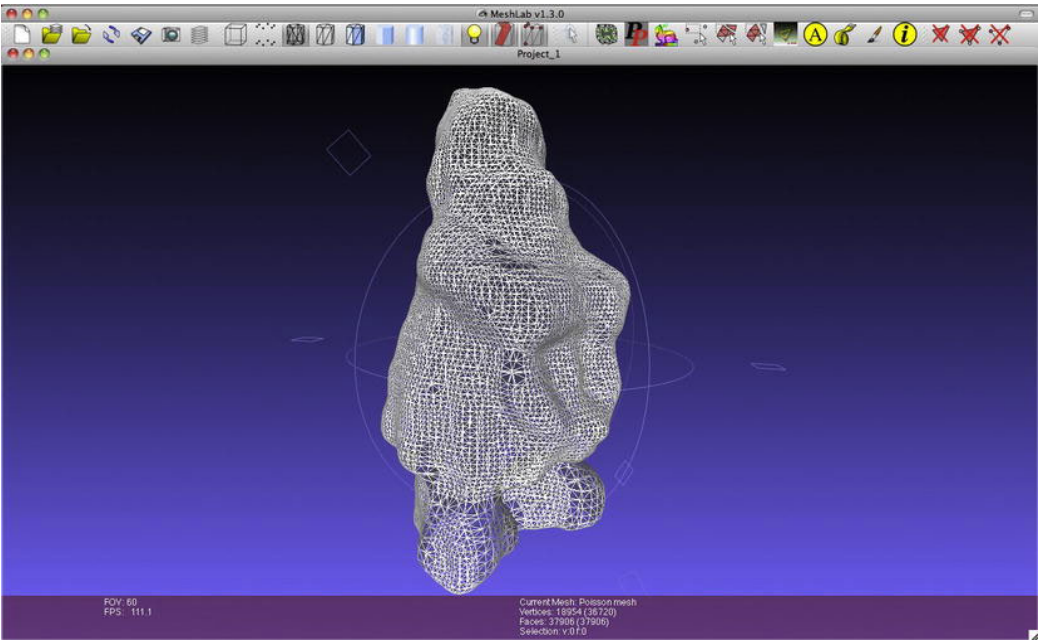 MeshLab v1.3.0
A
i
Project_1
FOV: 60
FPS: 111.1
Current Mesh: Poisson mesh
Vertices: 18954 (36720)
Faces: 37906 (37906)
Selection: v:0 f:0